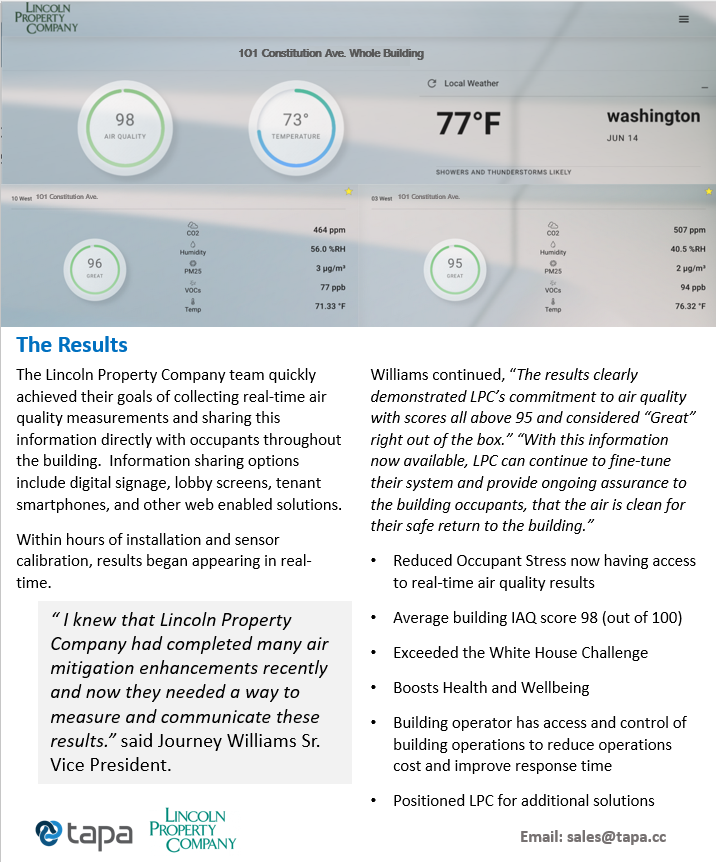 LINCOLN
PROPERTY
COMPANY
101 Constitution Ave. Whole Building
98
AIR QUALITY
73°
TEMPERATURE
Local Weather
77°F
washington
JUN 14
SHOWERS AND THUNDERSTORMS LIKELY
10 West 101 Constitution Ave.
96
GREAT
CO2
464 ppm
Humidity
56.0 %RH
PM25
3 µg/m³
VOCs
77 ppb
Temp
71.33 °F
03 West 101 Constitution Ave.
95
GREAT
CO2
507 ppm
Humidity
40.5 %RH
PM25
2 µg/m³
VOCs
94 ppb
Temp
76.32 °F
The Results
The Lincoln Property Company team quickly
achieved their goals of collecting real-time air
quality measurements and sharing this
information directly with occupants throughout
the building.  Information sharing options
include digital signage, lobby screens, tenant
smartphones, and other web enabled solutions.
Within hours of installation and sensor
calibration, results began appearing in real-
time.
“ I knew that Lincoln Property
Company had completed many air
mitigation enhancements recently
and now they needed a way to
measure and communicate these
results.” said Journey Williams Sr.
Vice President.
Williams continued, “The results clearly
demonstrated LPC’s commitment to air quality
with scores all above 95 and considered “Great”
right out of the box.” “With this information
now available, LPC can continue to fine-tune
their system and provide ongoing assurance to
the building occupants, that the air is clean for
their safe return to the building.”
• Reduced Occupant Stress now having access
to real-time air quality results
• Average building IAQ score 98 (out of 100)
• Exceeded the White House Challenge
• Boosts Health and Wellbeing
• Building operator has access and control of
building operations to reduce operations
cost and improve response time
• Positioned LPC for additional solutions
tapa
LINCOLN
PROPERTY
COMPANY
Email: sales@tapa.cc